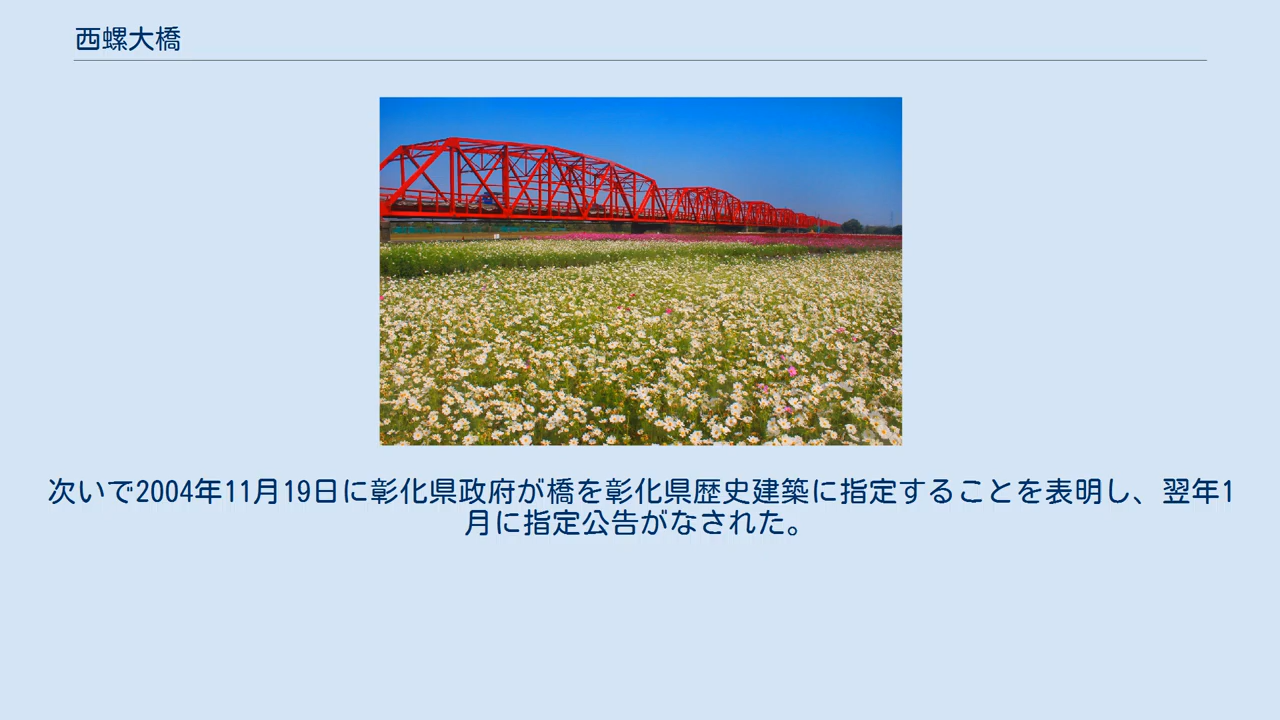 西螺大橋
次いで2004年11月19日に彰化県政府が橋を彰化県歴史建築に指定することを表明し、翌年1
月に指定公告がなされた。